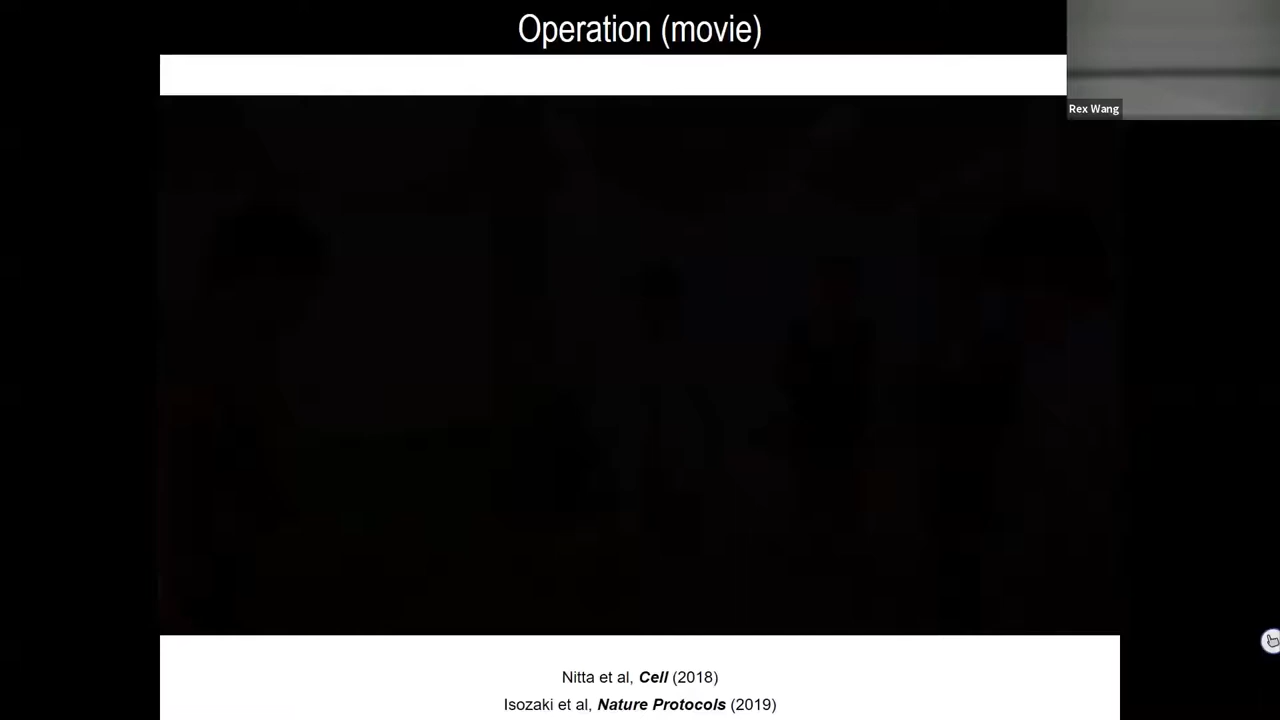 Operation (movie)
Rex Wang
Nitta et al, Cell (2018)
Isozaki et al, Nature Protocols (2019)